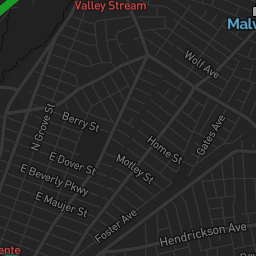 Valley Stream
Malv
Wolf Ave
N Grove St
Berry St
Gates Ave
Home St
E Dover St
Motley St
E Beverly Pkwy
E Maujer St
Foster Ave
Hendrickson Ave
ente